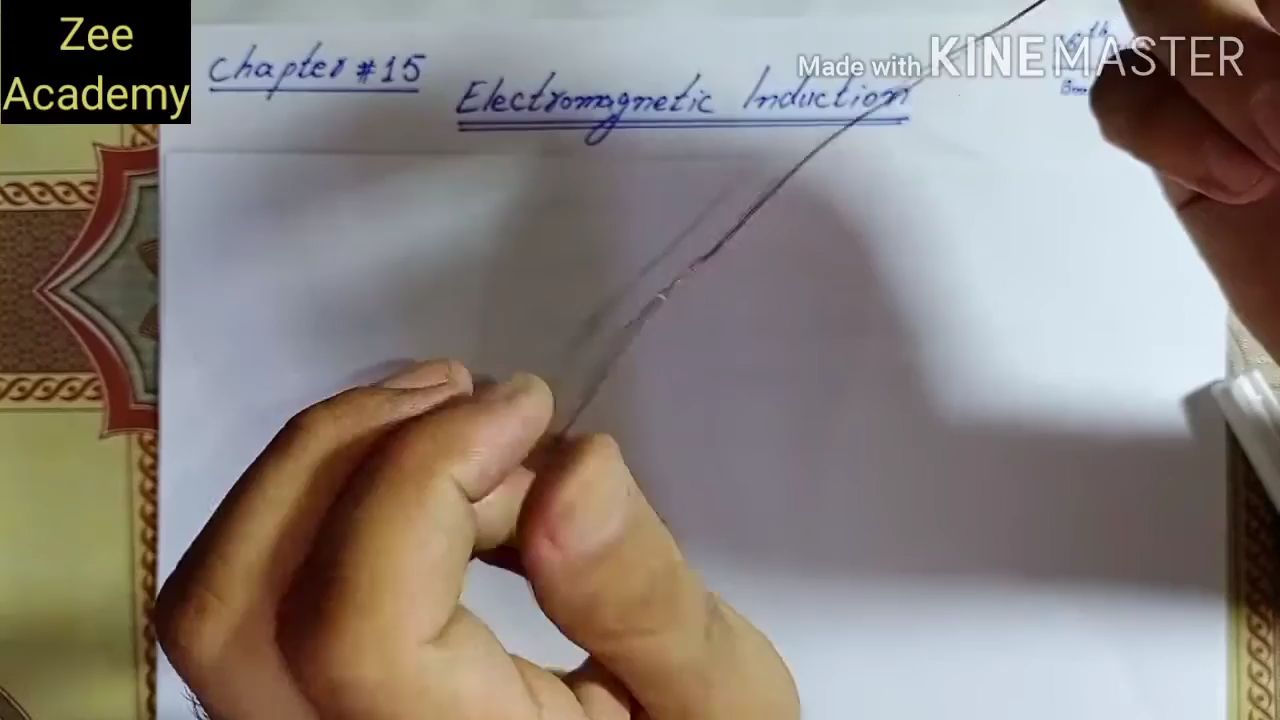 Zee
Academy
Chapter #15
Electromagnetic Induction
Made with KINEMASTER